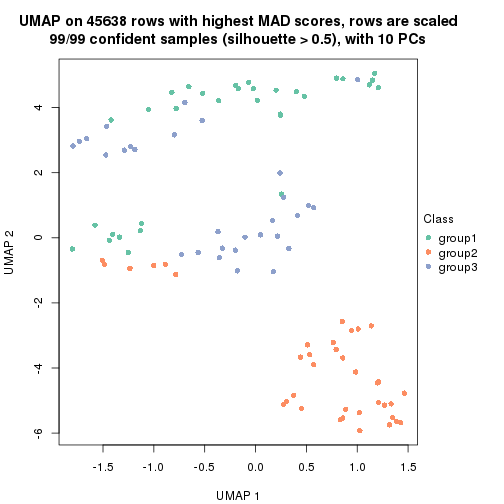 UMAP on 45638 rows with highest MAD scores, rows are scaled
99/99 confident samples (silhouette > 0.5), with 10 PCs
UMAP 2
4
2
0
-2
-4
-6
-1.5 -1.0 -0.5 0.0 0.5 1.0 1.5
UMAP 1
Class
group1
group2
group3